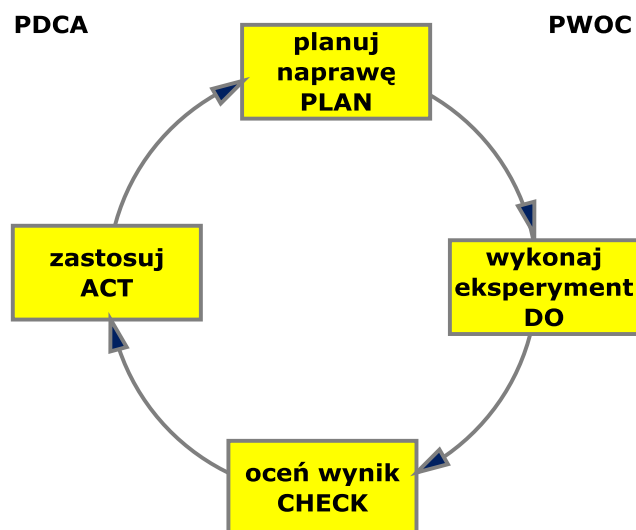 PDCA
PWOC
planuj
naprawę
PLAN
wykonaj
eksperyment
DO
oceń wynik
CHECK
zastosuj
ACT